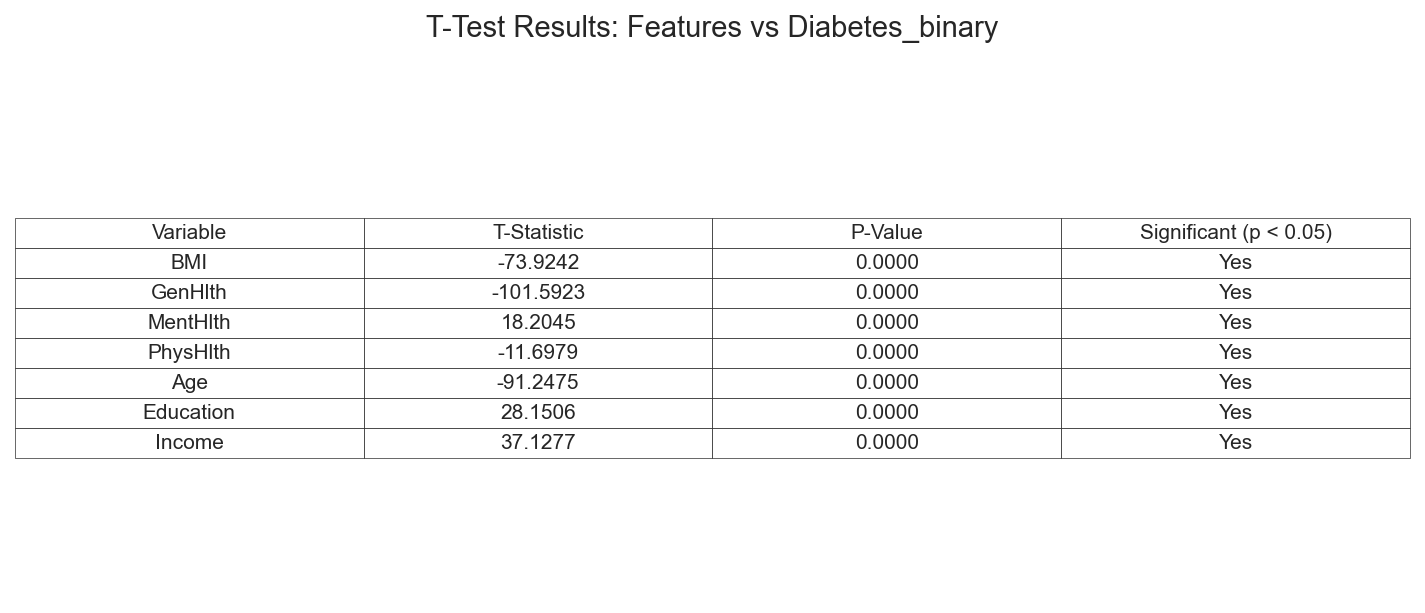 T-Test Results: Features vs Diabetes_binary
Variable T-Statistic P-Value Significant (p < 0.05)
BMI -73.9242 0.0000 Yes
GenHlth -101.5923 0.0000 Yes
MentHlth 18.2045 0.0000 Yes
PhysHlth -11.6979 0.0000 Yes
Age -91.2475 0.0000 Yes
Education 28.1506 0.0000 Yes
Income 37.1277 0.0000 Yes